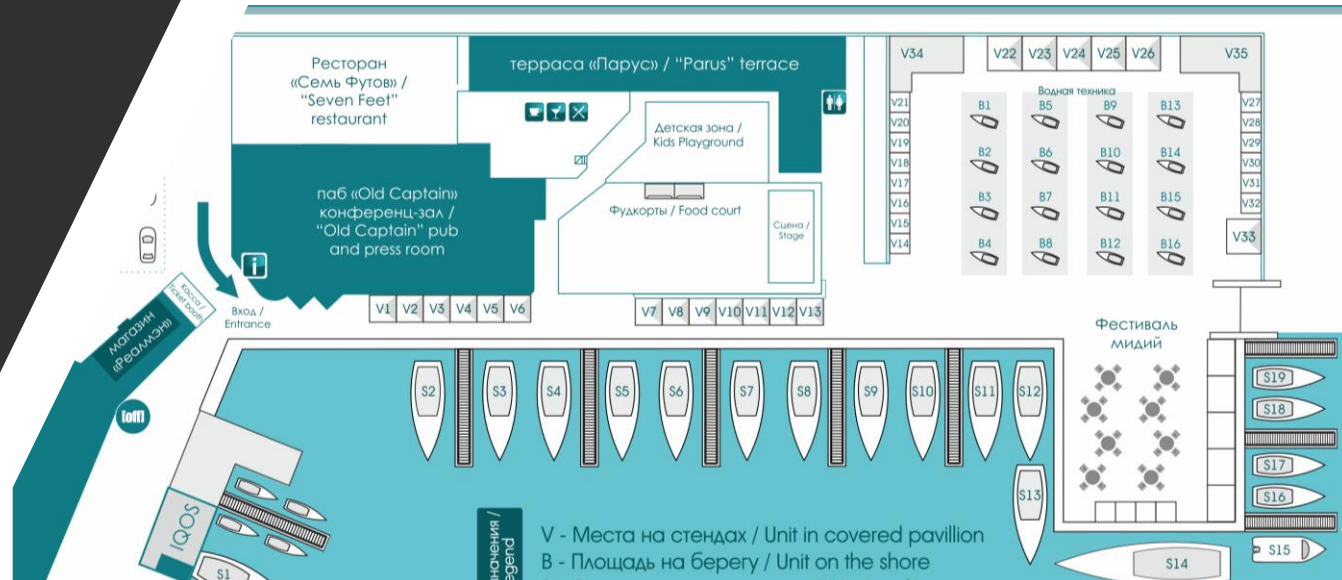 Ресторан
«Семь Футов» /
“Seven Feet”
restaurant
терраса «Парус» / “Parus” terrace
Детская зона /
Kids Playground
паб «Old Captain»
конференц-зал /
“Old Captain” pub
and press room
Фудкорты / Food court
Сцена /
Stage
i
Касса /
Ticket booth
Вход /
Entrance
магазин
«Реалмэн»
[off]
V1 V2 V3 V4 V5 V6
V7 V8 V9 V10 V11 V12 V13
V34
V22 V23 V24 V25 V26
V35
Водная техника
V21
V20
V19
V18
V17
V16
V15
V14
B1 B5 B9 B13
B2 B6 B10 B14
B3 B7 B11 B15
B4 B8 B12 B16
V27
V28
V29
V30
V31
V32
V33
Фестиваль
мидий
S2 S3 S4 S5 S6 S7 S8 S9 S10 S11 S12
S13
S19
S18
S17
S16
S15
S14
IQOS
S1
Legend
V - Места на стендах / Unit in covered pavillion
B - Площадь на берегу / Unit on the shore